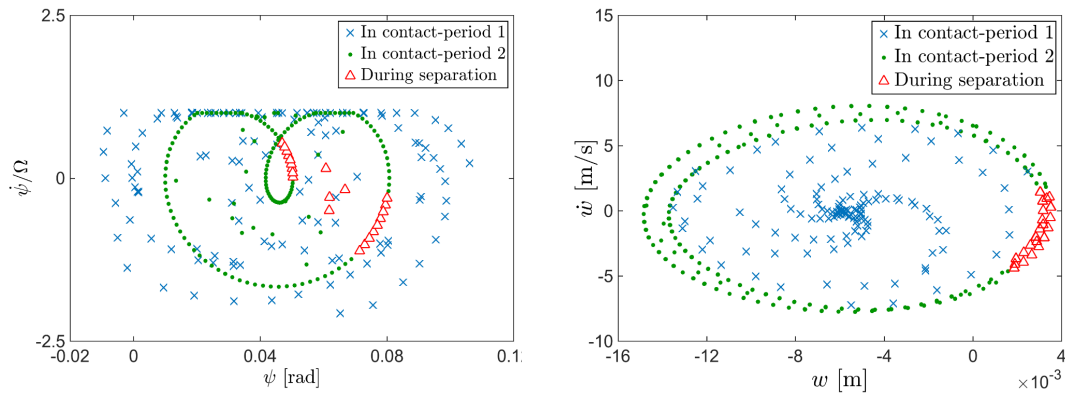 2.5
× In contact-period 1
• In contact-period 2
△ During separation
ψ̇/Ω
0
-2.5
-0.02 0 0.04 0.08 0.1
ψ [rad]
15
× In contact-period 1
• In contact-period 2
△ During separation
10
5
ẇ [m/s]
0
-5
-10
-16 -12 -8 -4 0 4
w [m]
× 10⁻³